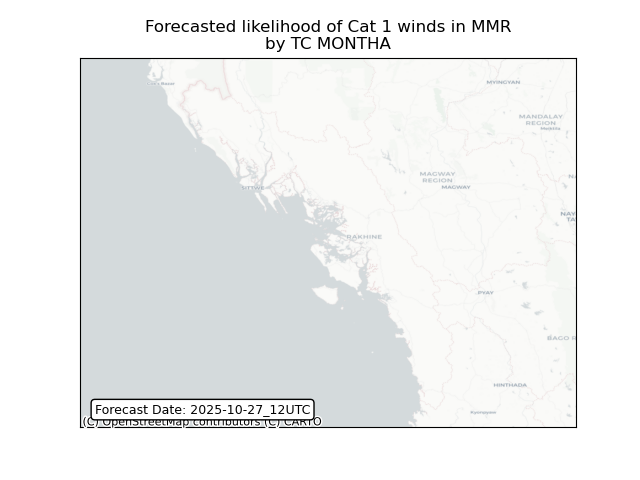 Forecasted likelihood of Cat 1 winds in MMR
by TC MONTHA
MYINGYAN
MANDALAY
REGION
Meiktila
MAGWAY
REGION
MAGWAY
SITTWE
RAKHINE
PYAY
HINTHADA
Forecast Date: 2025-10-27_12UTC
(C) OpenStreetMap contributors (C) CARTO